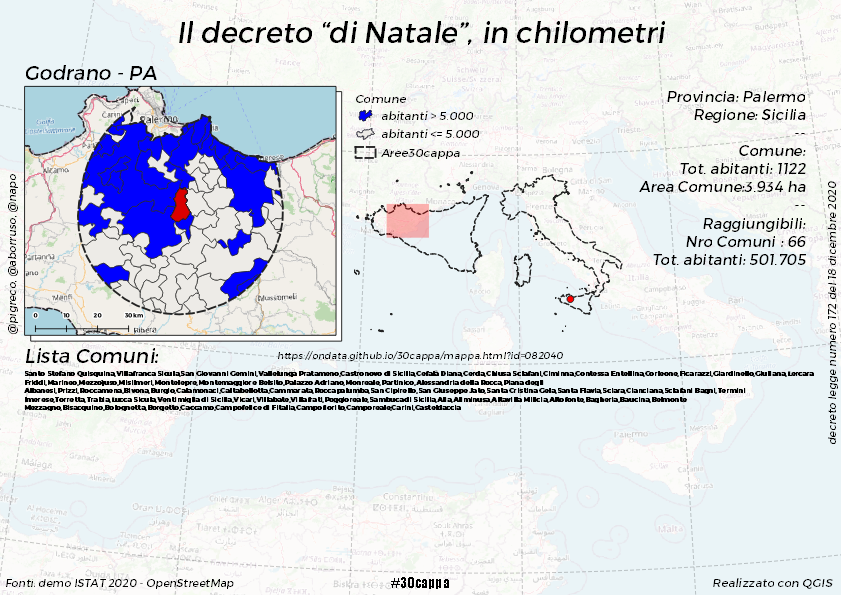 Il decreto “di Natale”, in chilometri
Godrano - PA
Comune
abitanti > 5.000
abitanti <= 5.000
Aree30cappa
Provincia: Palermo
Regione: Sicilia
--
Comune:
Tot. abitanti: 1122
Area Comune:3.934 ha
--
Raggiungibili:
Nro Comuni : 66
Tot. abitanti: 501.705
Palermo
Alcamo
Menfi
Mussomeli
Ribera
0 10 20 30 km
@pigreco, @aborruso, @napo
decreto legge numero 172 del 18 dicembre 2020
Lista Comuni:
https://ondata.github.io/30cappa/mappa.html?id=082040
Santo Stefano Quisquina,Villafranca Sicula,San Giovanni Gemini,Vallelunga Pratameno,Castronovo di Sicilia,Cefalà Diana,Cerda,Chiusa Sclafani,Ciminna,Contessa Entellina,Corleone,Ficarazzi,Giardinello,Giuliana,Lercara
Friddi,Marineo,Mezzojuso,Misilmeri,Montelepre,Montemaggiore Belsito,Palazzo Adriano,Monreale,Partinico,Alessandria della Rocca,Piana degli
Albanesi,Prizzi,Roccamena,Bivona,Burgio,Calamonaci,Caltabellotta,Cammarata,Roccapalumba,San Cipirello,San Giuseppe Jato,Santa Cristina Gela,Santa Flavia,Sciara,Cianciana,Sclafani Bagni,Termini
Imerese,Torretta,Trabia,Lucca Sicula,Ventimiglia di Sicilia,Vicari,Villabate,Villafrati,Poggioreale,Sambuca di Sicilia,Alia,Aliminusa,Altavilla Milicia,Altofonte,Bagheria,Baucina,Belmonte
Mezzagno,Bisacquino,Bolognetta,Borgetto,Caccamo,Campofelice di Fitalia,Campofiorito,Camporeale,Carini,Casteldaccia
Constantine
Malta
Fonti: demo ISTAT 2020 - OpenStreetMap
#30cappa
Realizzato con QGIS